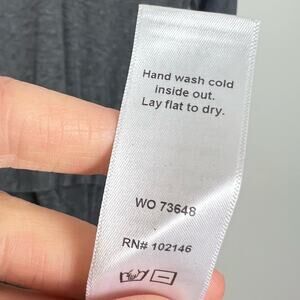 Hand wash cold
inside out.
Lay flat to dry.
WO 73648
RN# 102146